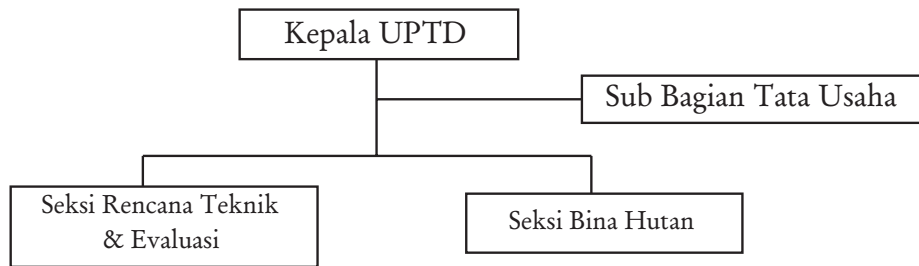 Kepala UPTD
Sub Bagian Tata Usaha
Seksi Rencana Teknik
& Evaluasi
Seksi Bina Hutan